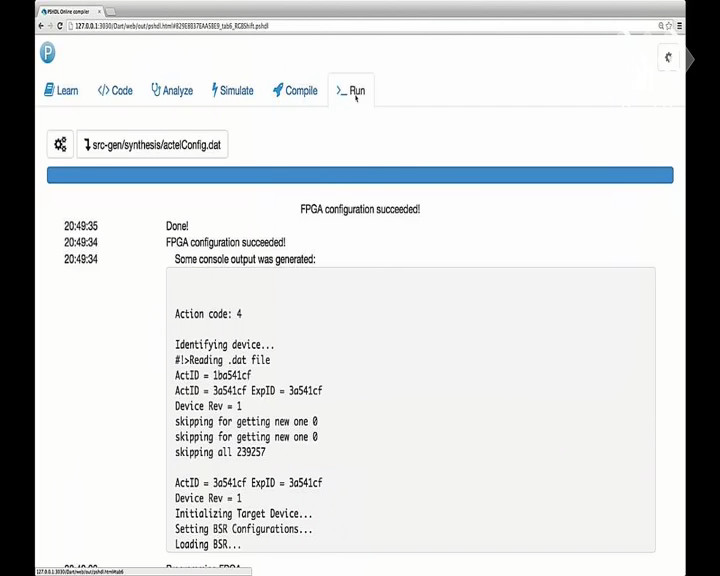 PSHDL Online compiler
127.0.0.1:3030/Dart/web/out/pshdl.html#829E8037EAA5BE9_tab6_RGBShift.pshdl
P
Learn </> Code Analyze Simulate Compile >_ Run
src-gen/synthesis/actelConfig.dat
FPGA configuration succeeded!
20:49:35 Done!
20:49:34 FPGA configuration succeeded!
20:49:34 Some console output was generated:
Action code: 4
Identifying device...
#!>Reading .dat file
ActID = 1ba541cf
ActID = 3a541cf ExpID = 3a541cf
Device Rev = 1
skipping for getting new one 0
skipping for getting new one 0
skipping all 239257
ActID = 3a541cf ExpID = 3a541cf
Device Rev = 1
Initializing Target Device...
Setting BSR Configurations...
Loading BSR...
127.0.0.1:3030/Dart/web/out/pshdl.html#tab6